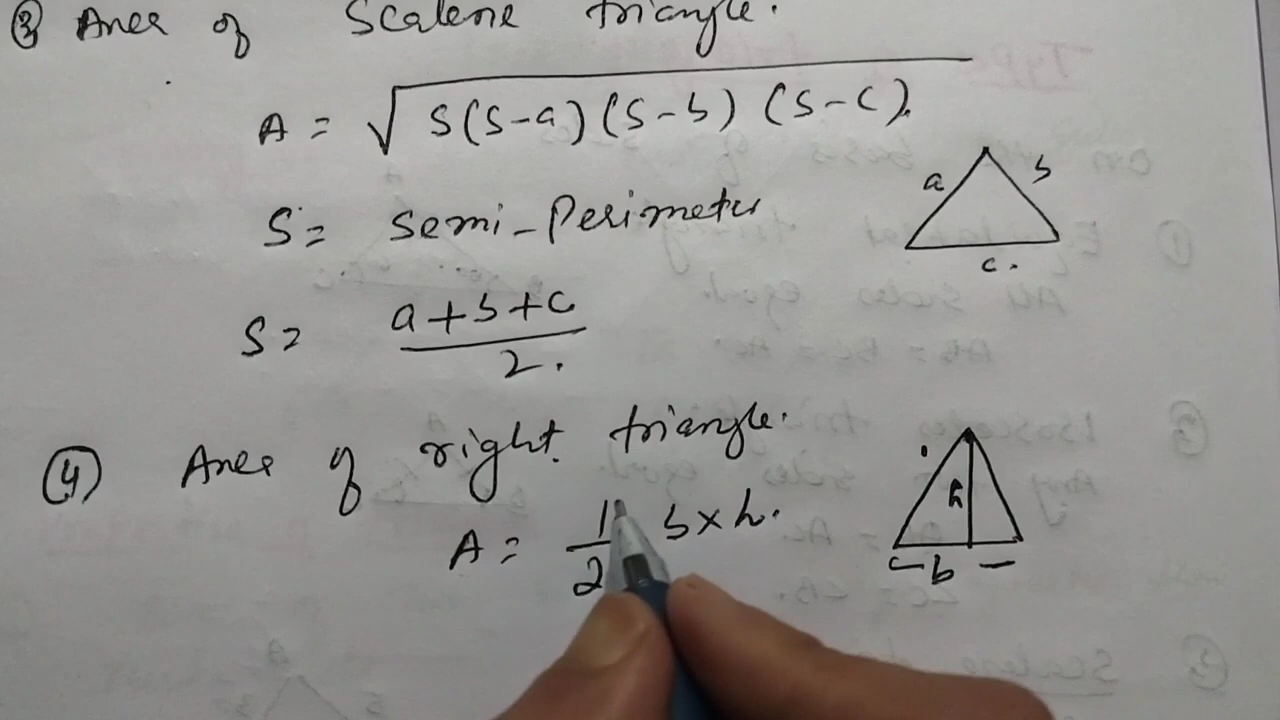 ③ Area of Scalene triangle.
A = √S(S-a)(S-b)(S-c).
a b
c.
S = Semi-Perimeter
S = a+b+c/2.
④ Area of right triangle.
A = 1/2 b×h.
h
b